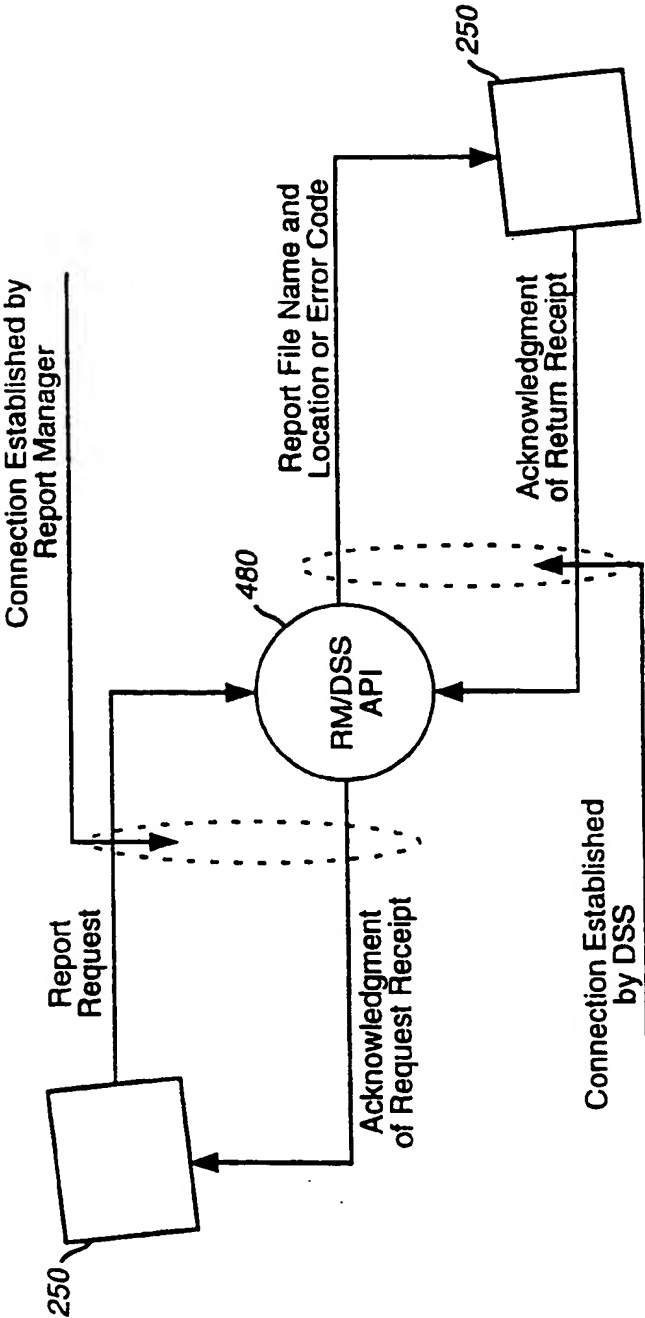 Connection Established by
Report Manager
250
Report
Request
Acknowledgment
of Request Receipt
480
RM/DSS
API
Report File Name and
Location or Error Code
250
Acknowledgment
of Return Receipt
Connection Established
by DSS